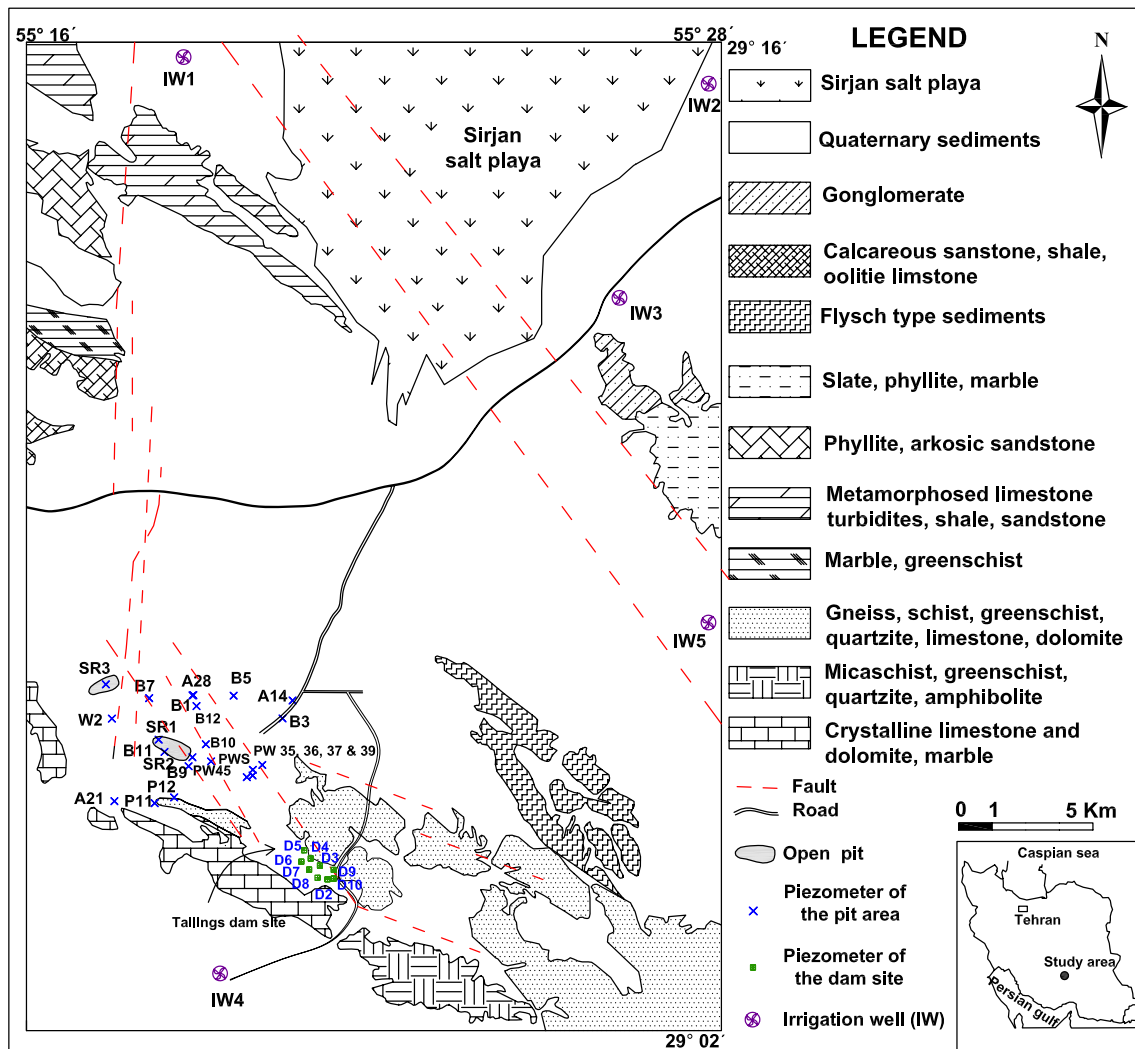 55° 16´
55° 28´
29° 16´
IW1
IW2
Sirjan
salt playa
IW3
IW5
SR3
B7
A28
B5
A14
B1
B12
B3
W2
SR1
B10
B11
SR2
B9
PW45
PWS
PW 35, 36, 37 & 39
A21
P11
P12
D5
D4
D6
D3
D7
D9
D8
D10
D2
Talllngs dam site
IW4
29° 02´
LEGEND
N
Sirjan salt playa
Quaternary sediments
Gonglomerate
Calcareous sanstone, shale,
oolitie limstone
Flysch type sediments
Slate, phyllite, marble
Phyllite, arkosic sandstone
Metamorphosed limestone
turbidites, shale, sandstone
Marble, greenschist
Gneiss, schist, greenschist,
quartzite, limestone, dolomite
Micaschist, greenschist,
quartzite, amphibolite
Crystalline limestone and
dolomite, marble
Fault
Road
Open pit
Piezometer of
the pit area
Piezometer of
the dam site
Irrigation well (IW)
0 1 5 Km
Caspian sea
Tehran
Study area
Persian gulf